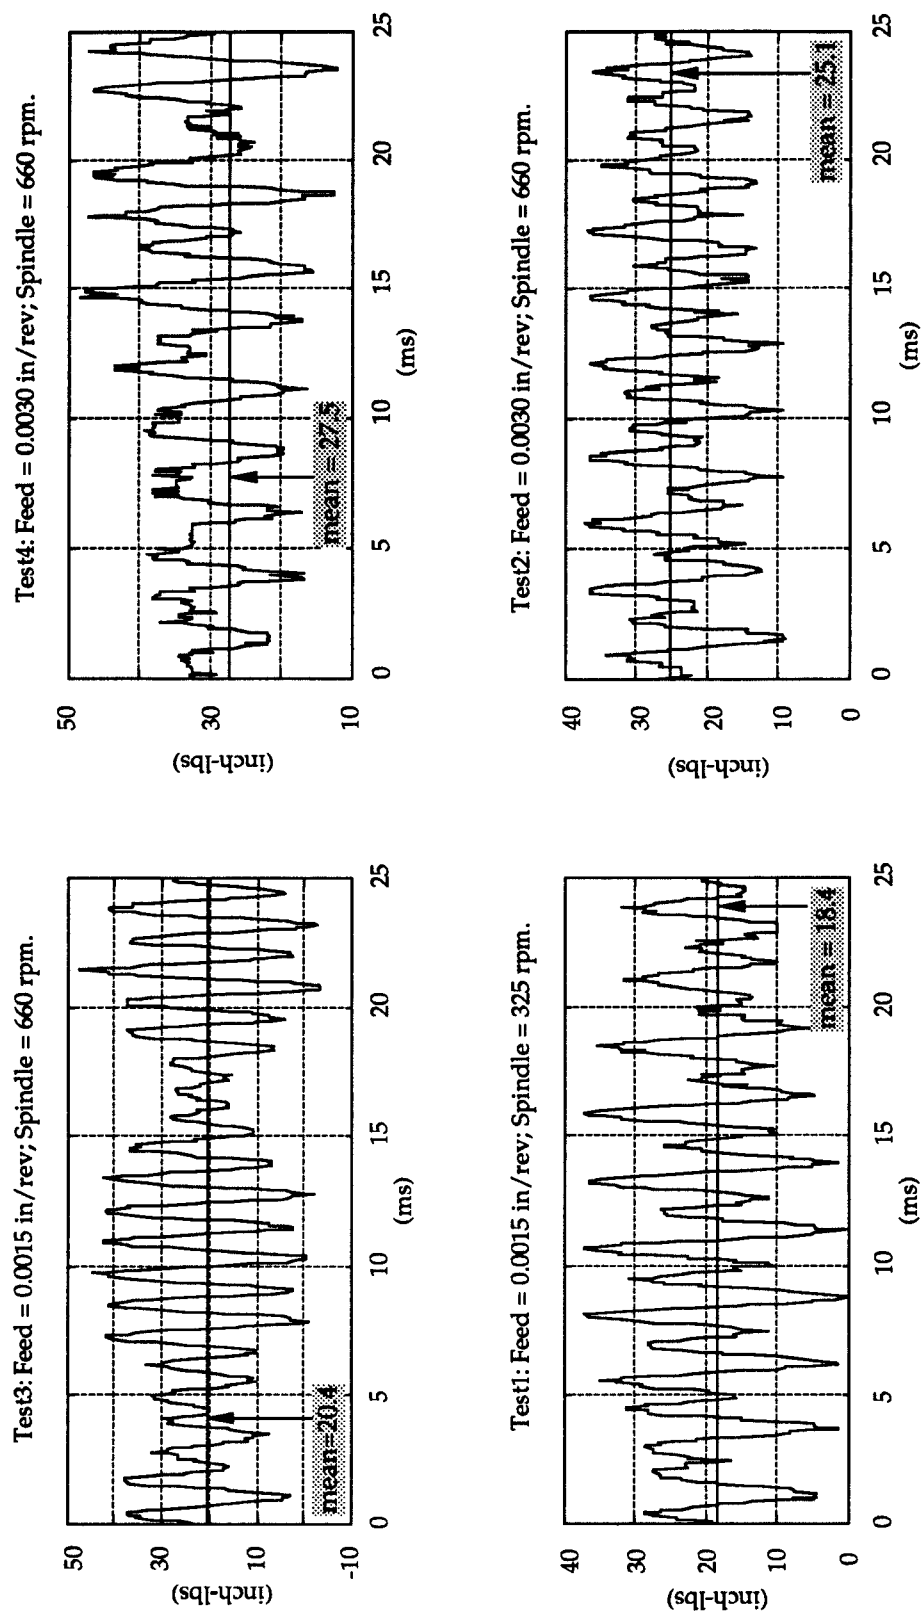 Test3: Feed = 0.0015 in/rev; Spindle = 660 rpm.
50
30
10
-10
(inch-lbs)
mean=20.4
0
5
10
15
20
25
(ms)
Test4: Feed = 0.0030 in/rev; Spindle = 660 rpm.
50
30
10
(inch-lbs)
mean = 27.5
0
5
10
15
20
25
(ms)
Test1: Feed = 0.0015 in/rev; Spindle = 325 rpm.
40
30
20
10
0
(inch-lbs)
mean = 18.4
0
5
10
15
20
25
(ms)
Test2: Feed = 0.0030 in/rev; Spindle = 660 rpm.
40
30
20
10
0
(inch-lbs)
mean = 25.1
0
5
10
15
20
25
(ms)